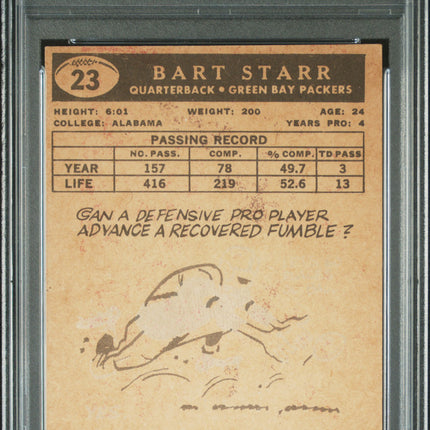 23
BART STARR
QUARTERBACK • GREEN BAY PACKERS
HEIGHT: 6:01 WEIGHT: 200 AGE: 24
COLLEGE: ALABAMA YEARS PRO: 4
PASSING RECORD
NO. PASS. COMP. % COMP. TD PASS
YEAR 157 78 49.7 3
LIFE 416 219 52.6 13
CAN A DEFENSIVE PRO PLAYER
ADVANCE A RECOVERED FUMBLE?